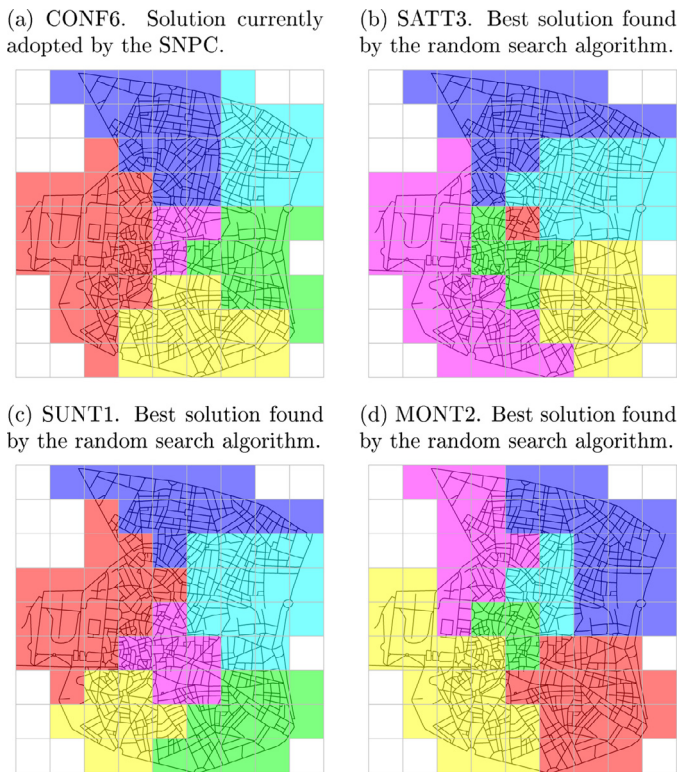 (a) CONF6. Solution currently
adopted by the SNPC.
(b) SATT3. Best solution found
by the random search algorithm.
(c) SUNT1. Best solution found
by the random search algorithm.
(d) MONT2. Best solution found
by the random search algorithm.